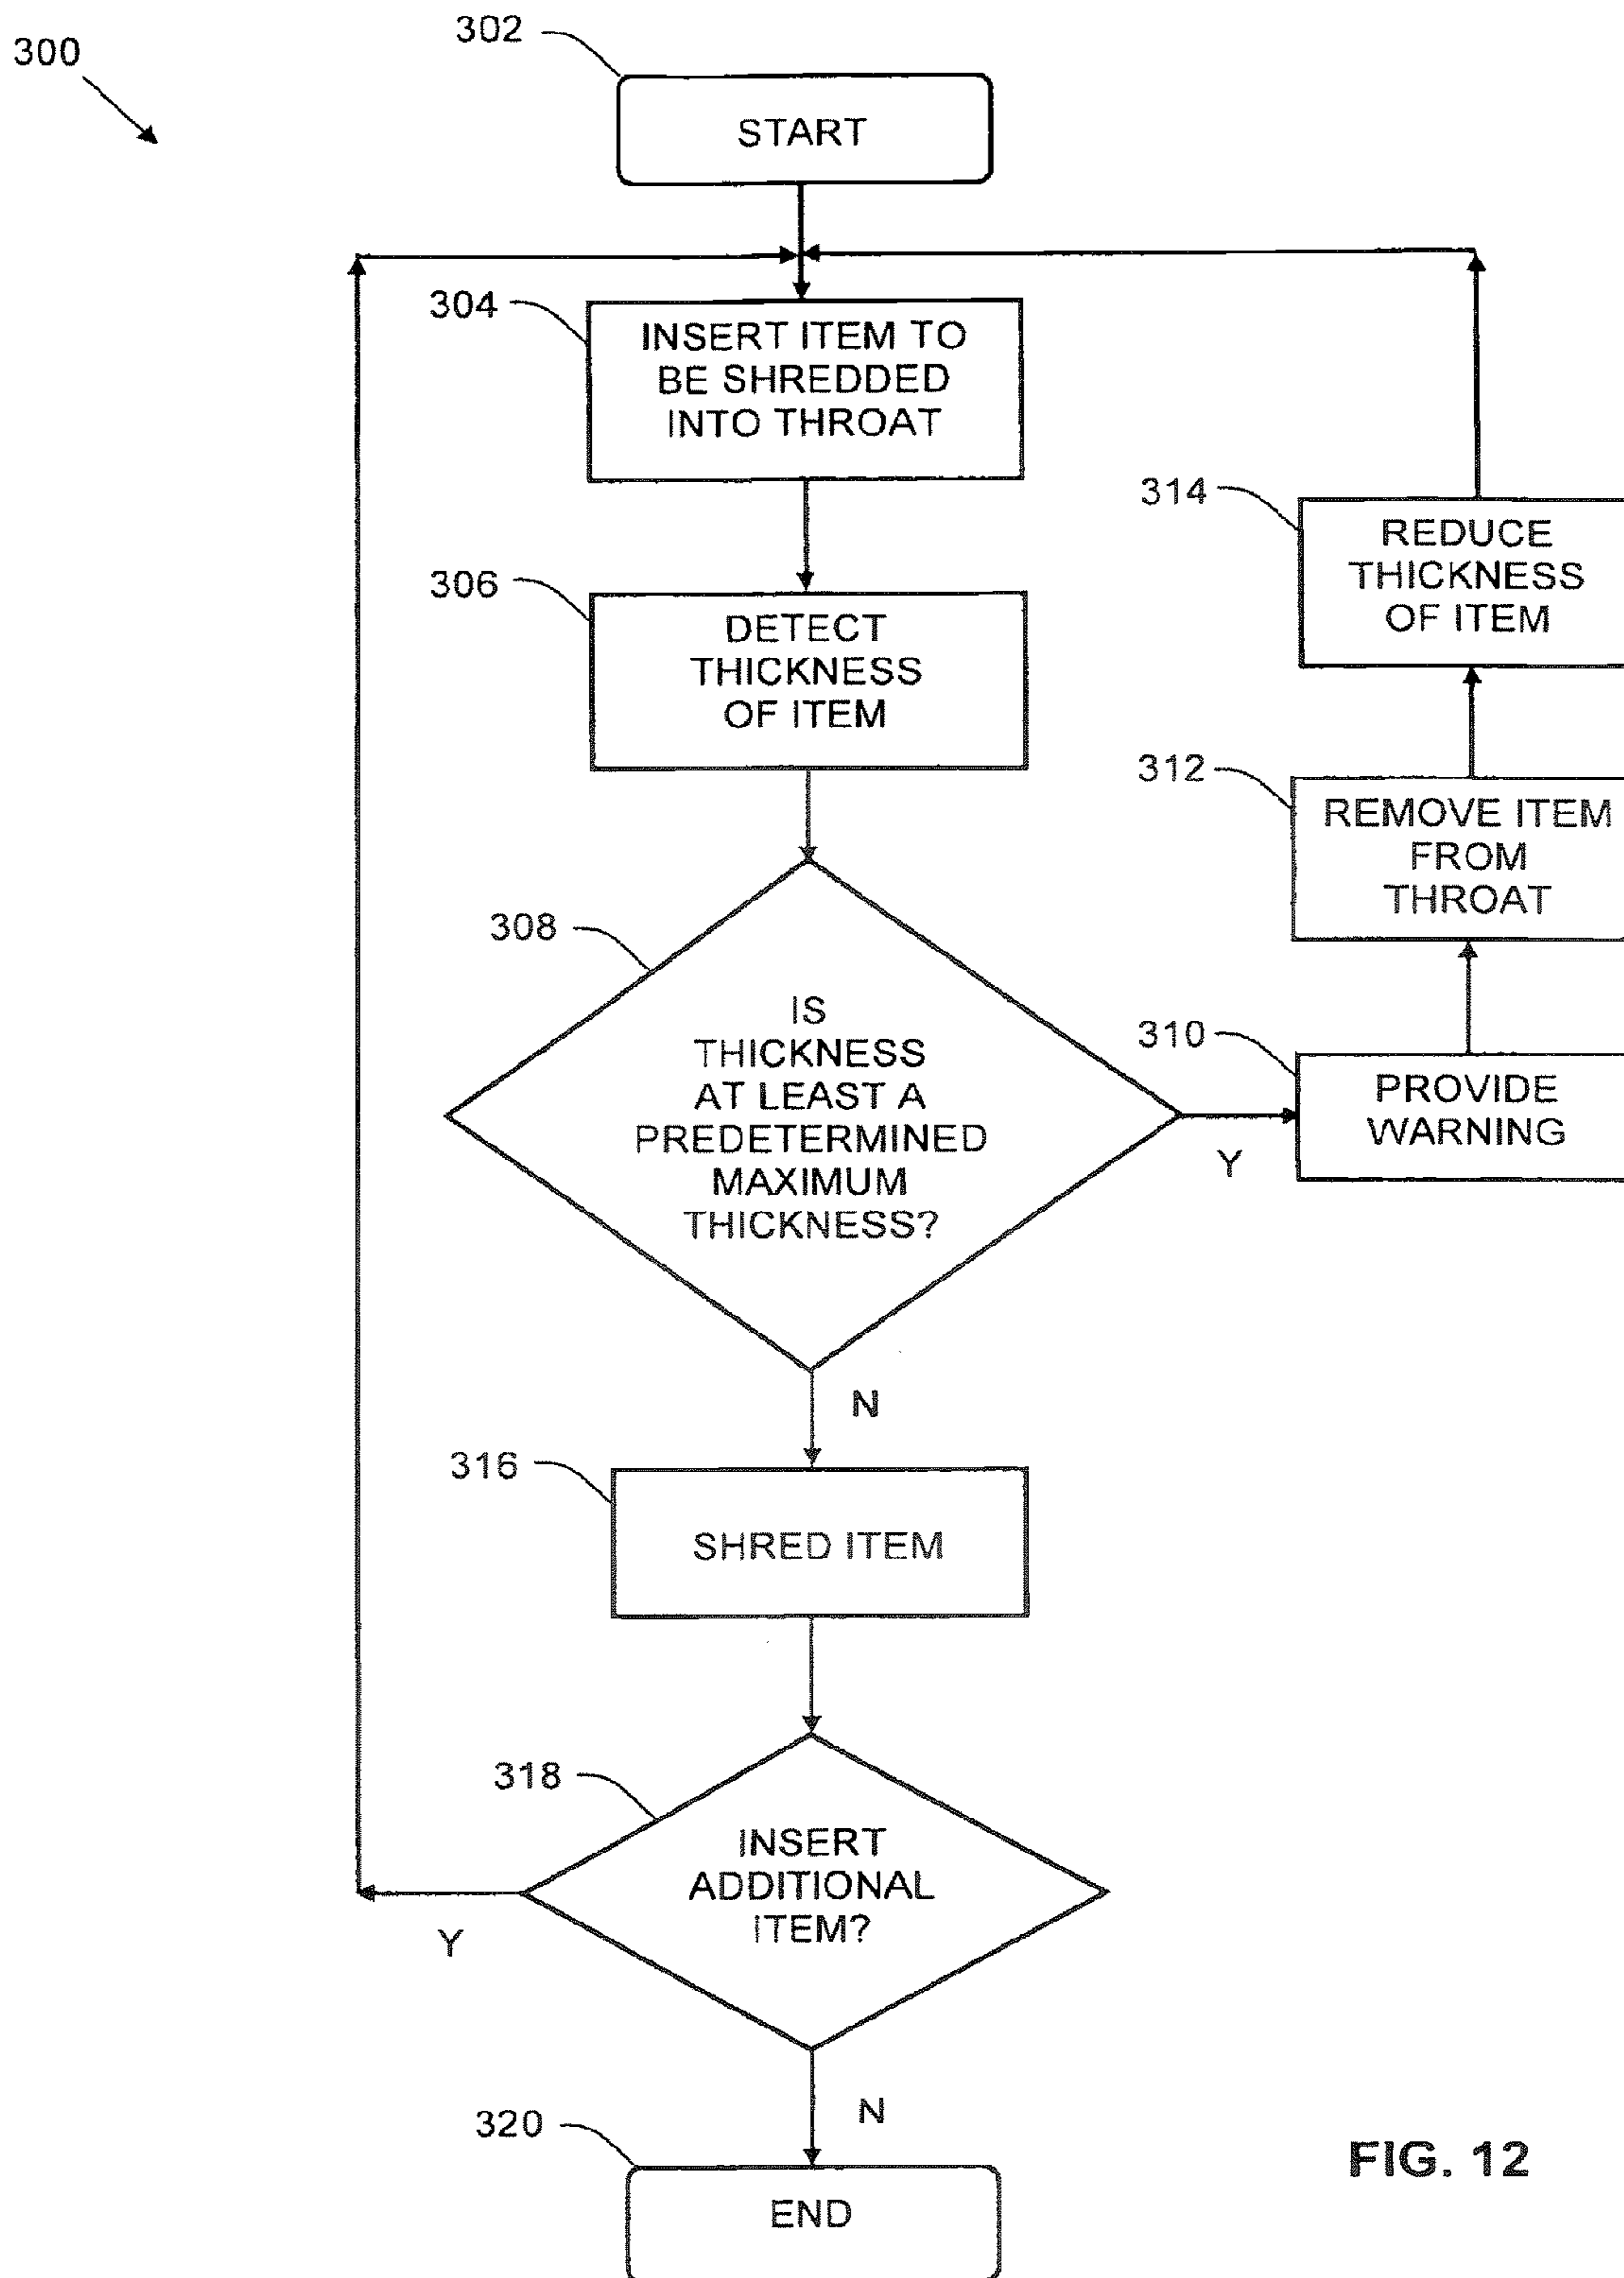 300
302
START
304
INSERT ITEM TO
BE SHREDDED
INTO THROAT
306
DETECT
THICKNESS
OF ITEM
314
REDUCE
THICKNESS
OF ITEM
312
REMOVE ITEM
FROM
THROAT
308
IS
THICKNESS
AT LEAST A
PREDETERMINED
MAXIMUM
THICKNESS?
310
PROVIDE
WARNING
Y
N
316
SHRED ITEM
318
INSERT
ADDITIONAL
ITEM?
Y
N
320
END
FIG. 12